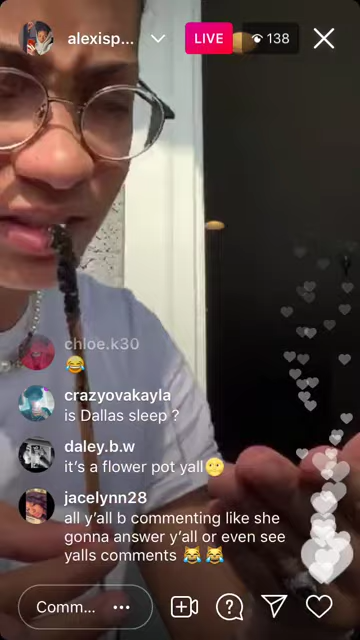 alexisp... LIVE 138
chloe.k30
😂
crazyovakayla
is Dallas sleep ?
daley.b.w
it's a flower pot yall🌝
jacelynn28
all y'all b commenting like she
gonna answer y'all or even see
yalls comments 😹 😹
Comm... •••